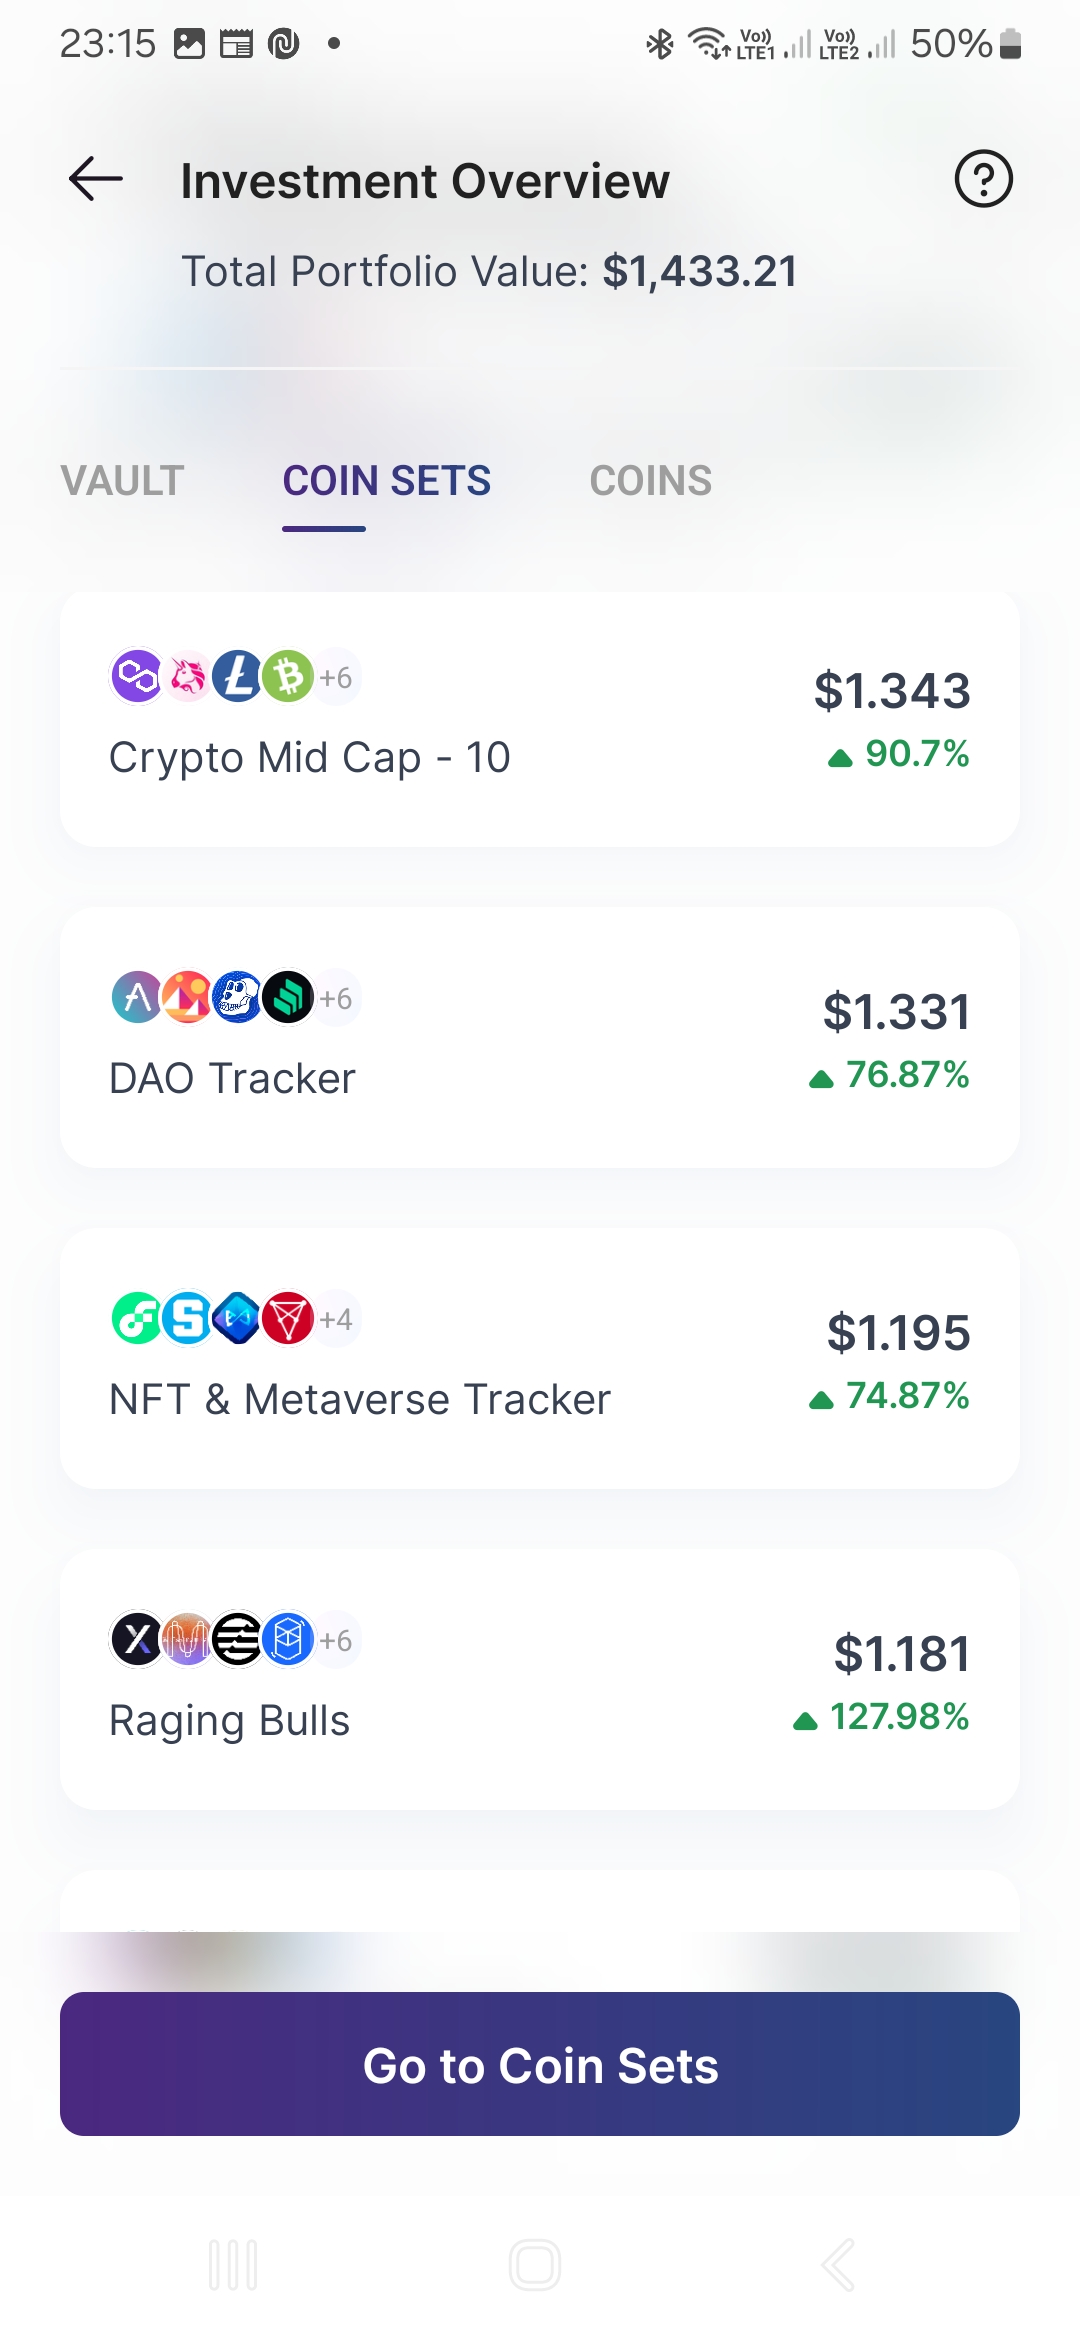 23:15 Vo)) LTE1 Vo)) LTE2 50%
Investment Overview
Total Portfolio Value: $1,433.21
VAULT COIN SETS COINS
+6
$1.343
Crypto Mid Cap - 10
90.7%
+6
$1.331
DAO Tracker
76.87%
+4
$1.195
NFT & Metaverse Tracker
74.87%
+6
$1.181
Raging Bulls
127.98%
Go to Coin Sets